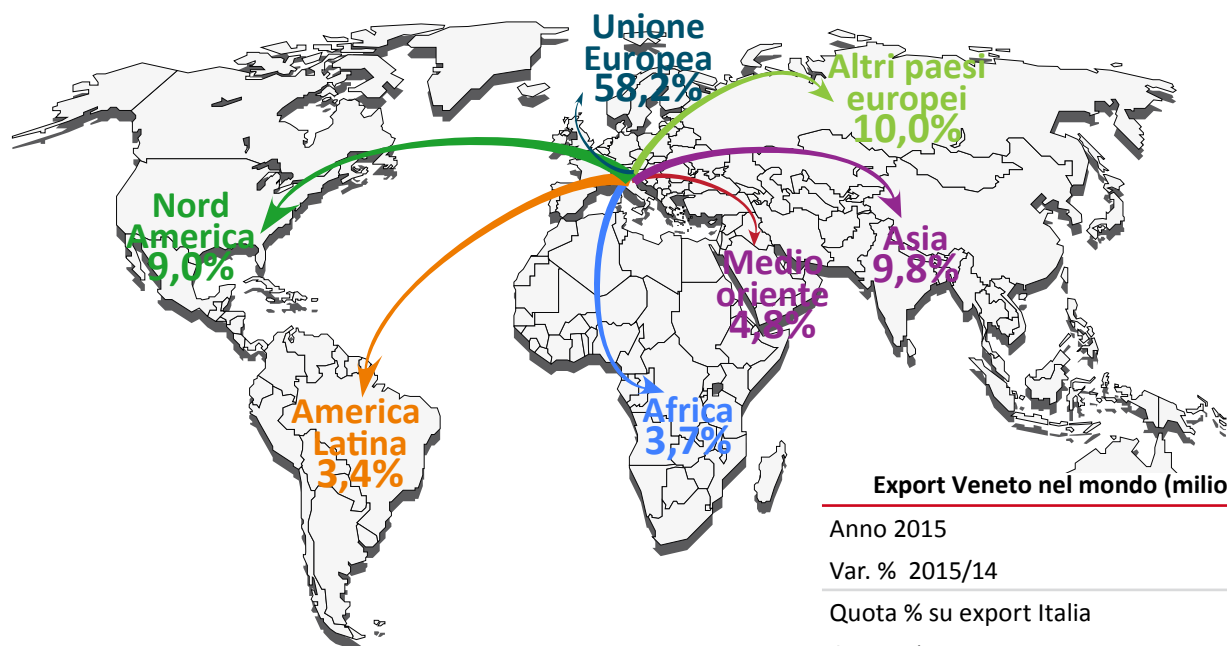 Unione
Europea
58,2%
Altri paesi
europei
10,0%
Nord
America
9,0%
Asia
9,8%
Medio
oriente
4,8%
America
Latina
3,4%
Africa
3,7%
Export Veneto nel mondo (milio
Anno 2015
Var. % 2015/14
Quota % su export Italia